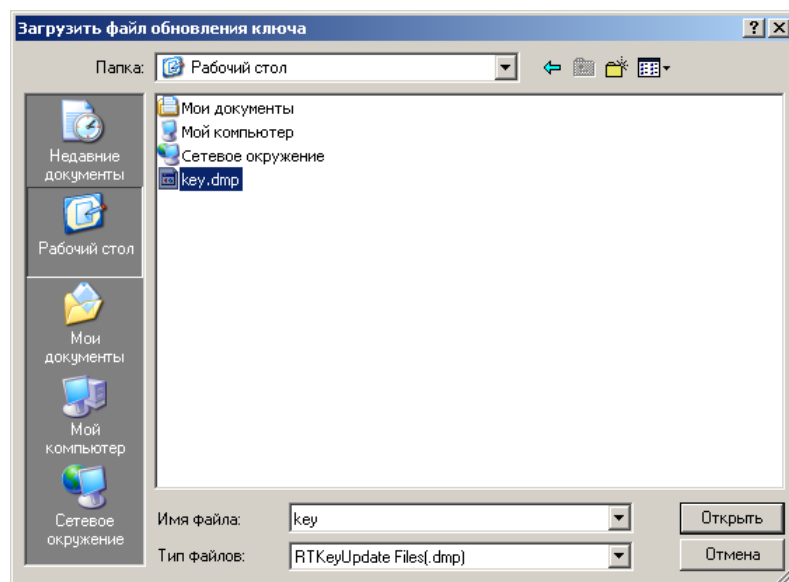 Загрузить файл обновления ключа
Папка: Рабочий стол
Недавние
документы
Рабочий стол
Мои
документы
Мой
компьютер
Сетевое
окружение
Мои документы
Мой компьютер
Сетевое окружение
key.dmp
Имя файла: key Открыть
Тип файлов: RTKeyUpdate Files(.dmp) Отмена